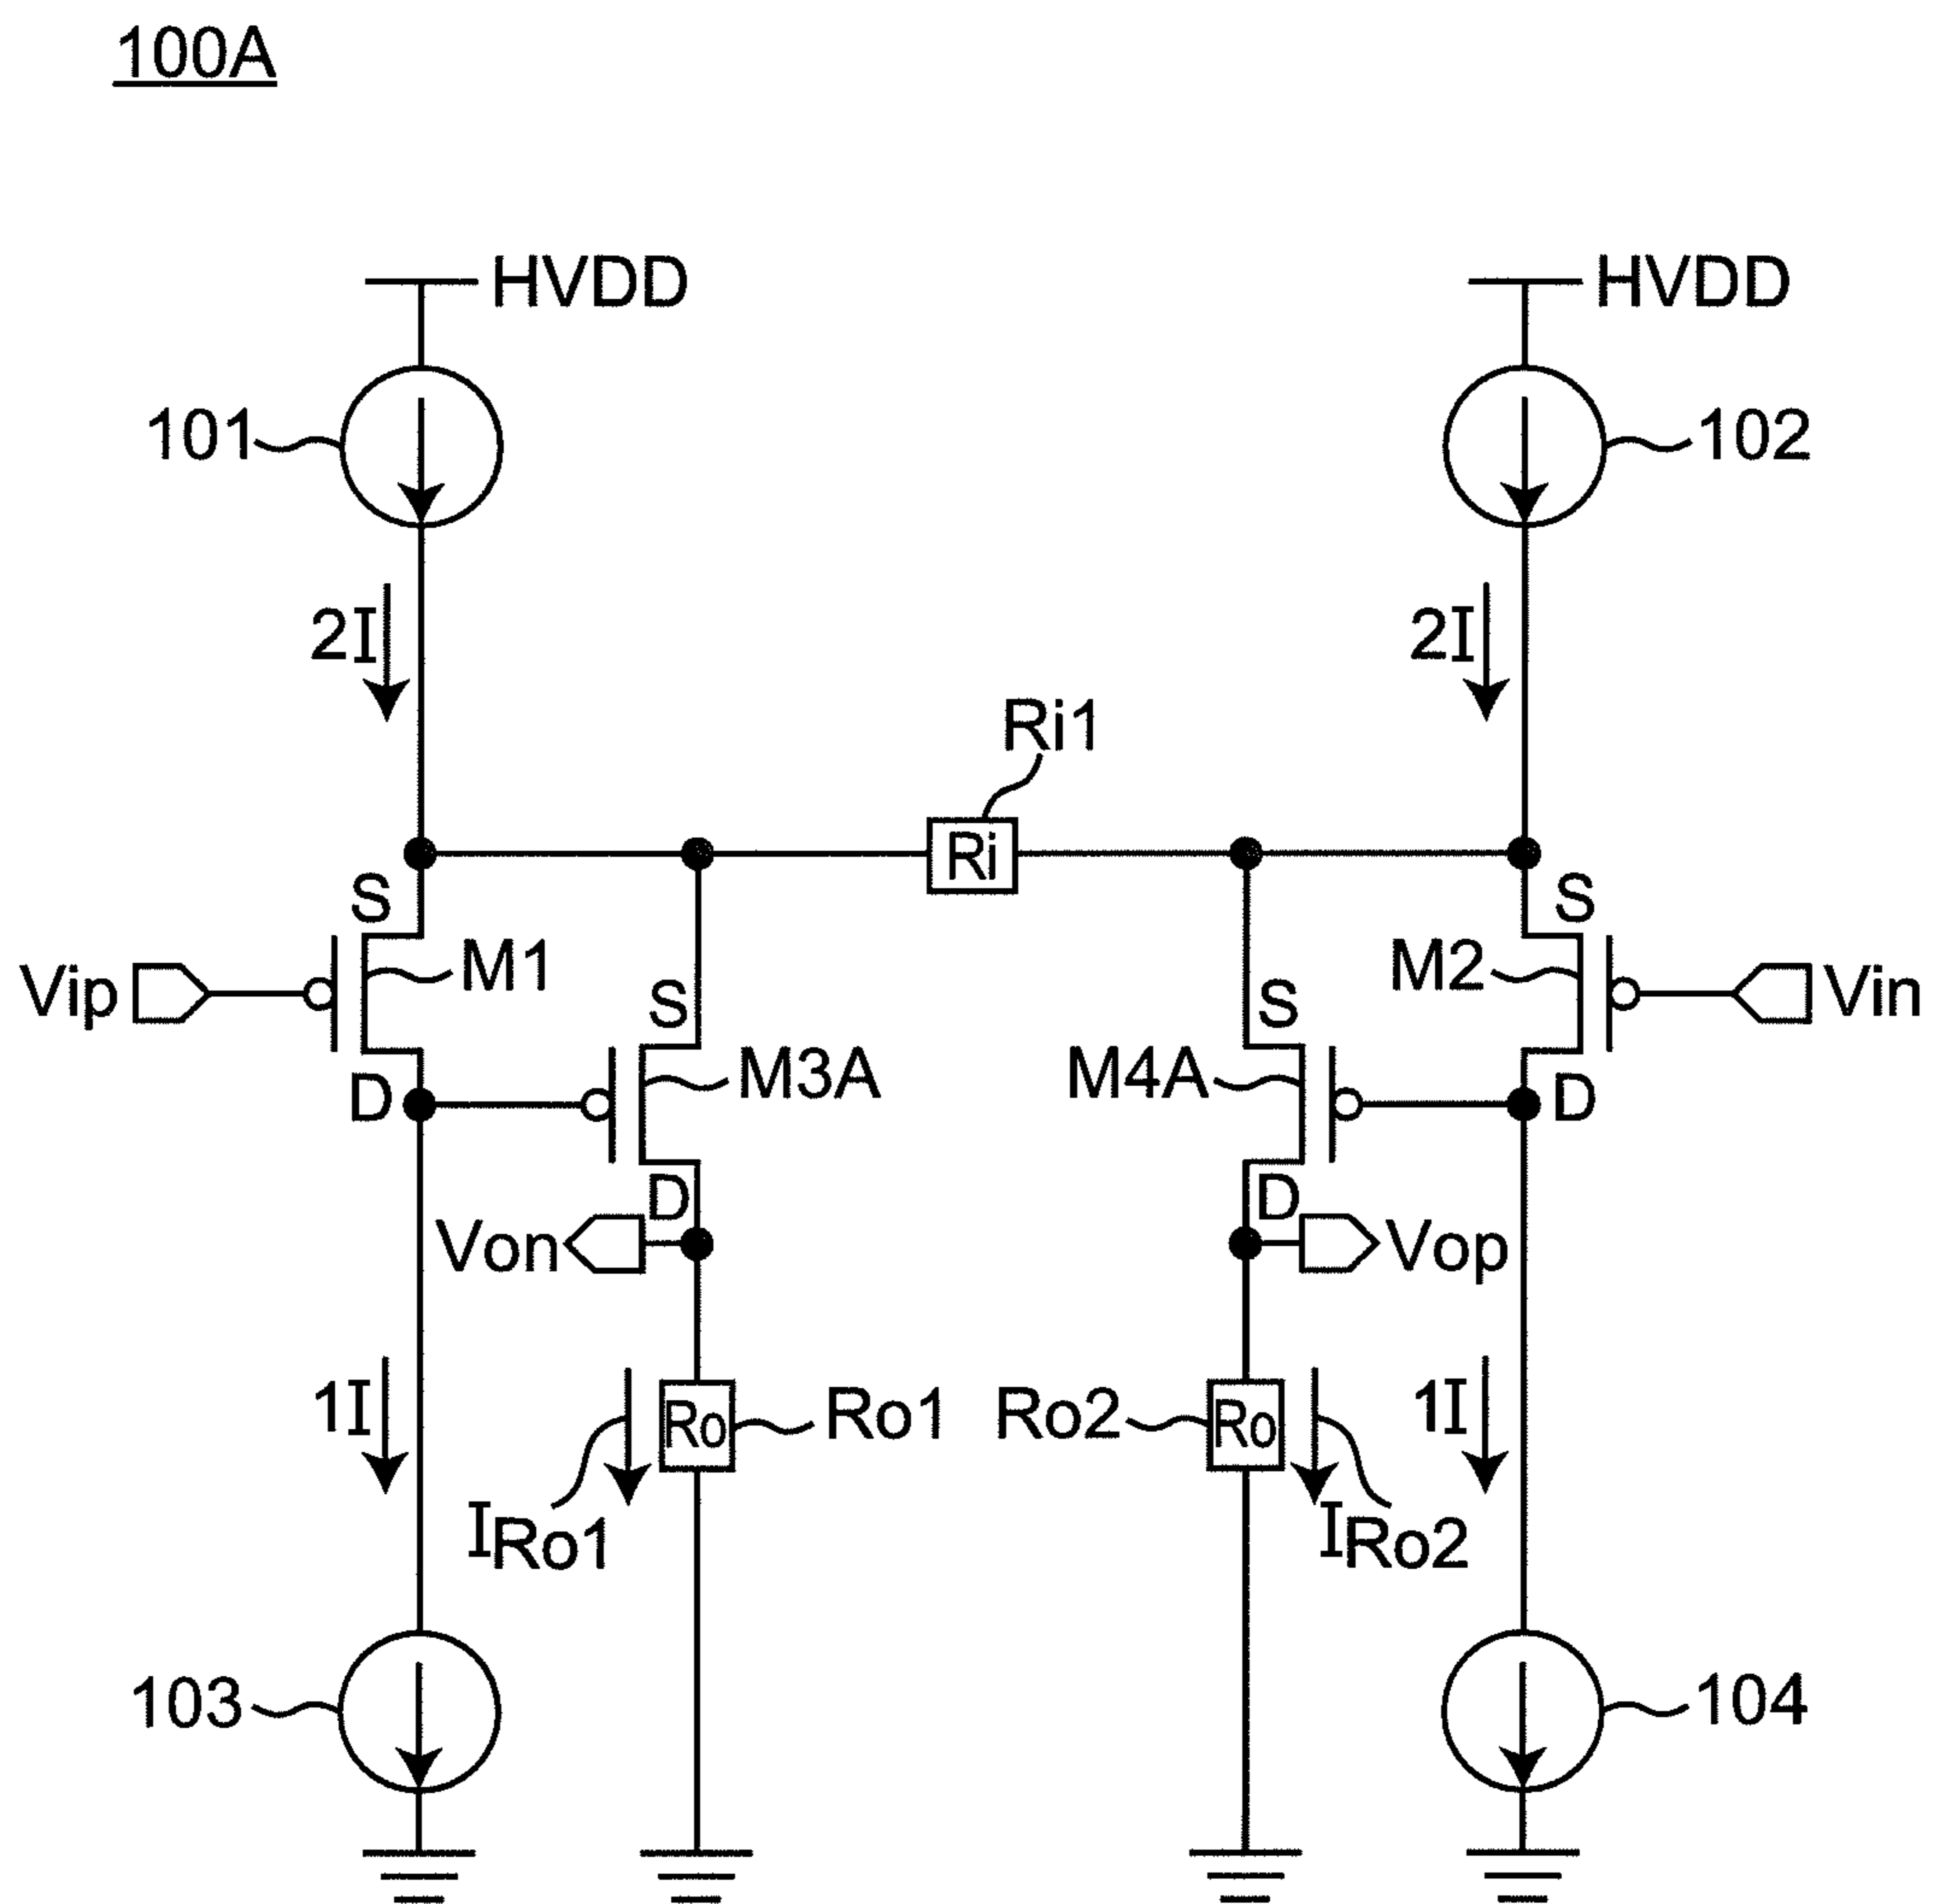 100A
HVDD
HVDD
101
102
2I
2I
Ri1
Ri
S
S
M1
M2
Vip
Vin
S
S
M3A
M4A
D
D
D
D
Von
Vop
1I
Ro
Ro1
Ro2
Ro
1I
IRo1
IRo2
103
104